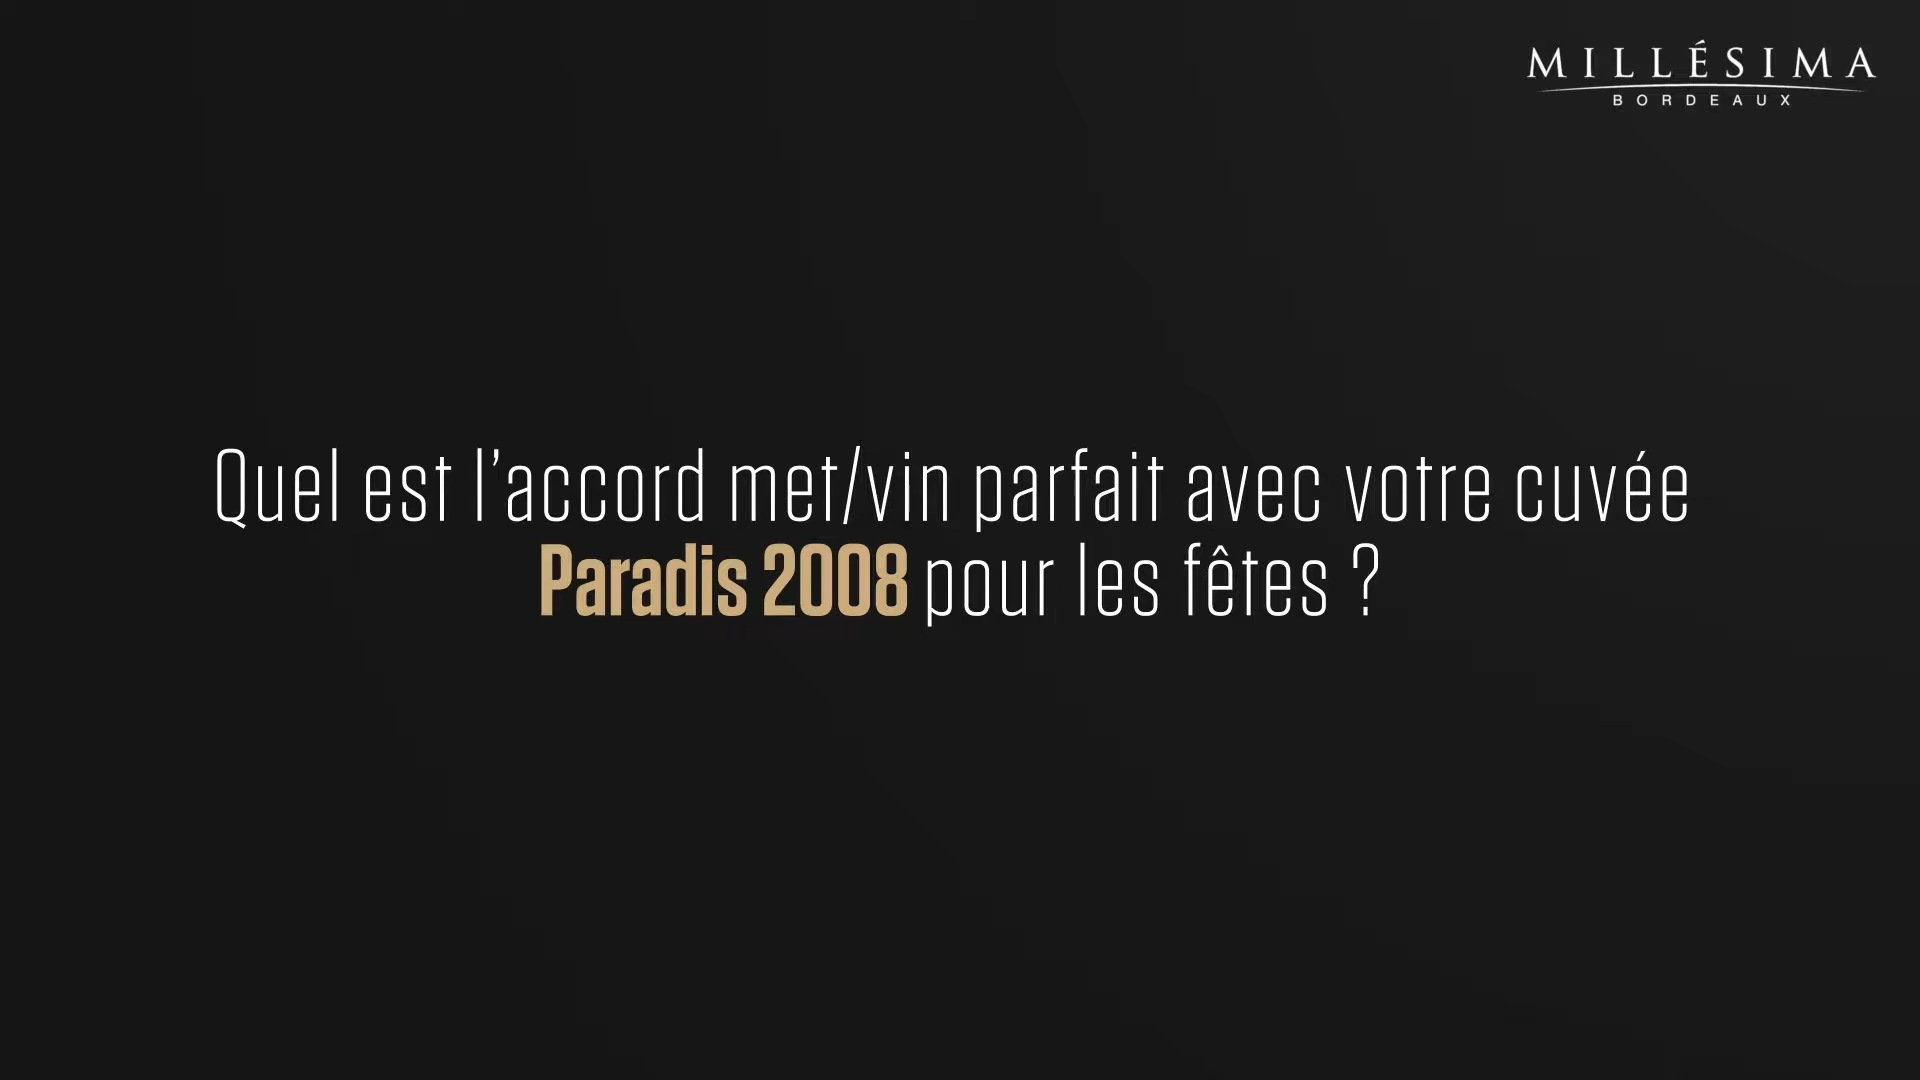 MILLÉSIMA
BORDEAUX
Quel est l’accord met/vin parfait avec votre cuvée
Paradis 2008 pour les fêtes ?